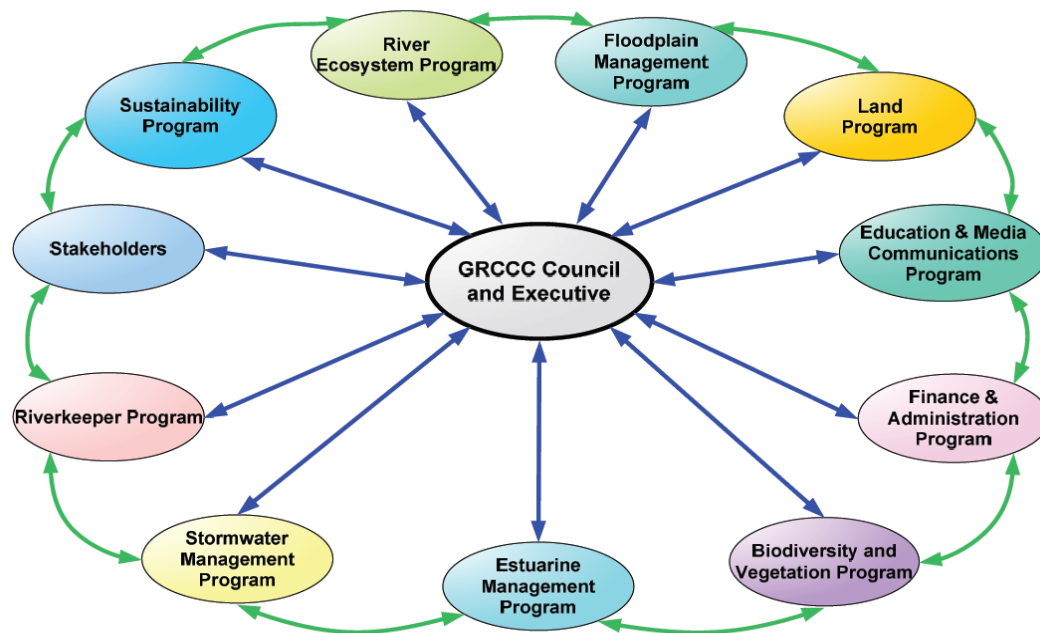 River
Ecosystem Program
Floodplain
Management
Program
Sustainability
Program
Land
Program
Stakeholders
GRCCC Council
and Executive
Education & Media
Communications
Program
Riverkeeper Program
Finance &
Administration
Program
Stormwater
Management
Program
Estuarine
Management
Program
Biodiversity and
Vegetation Program